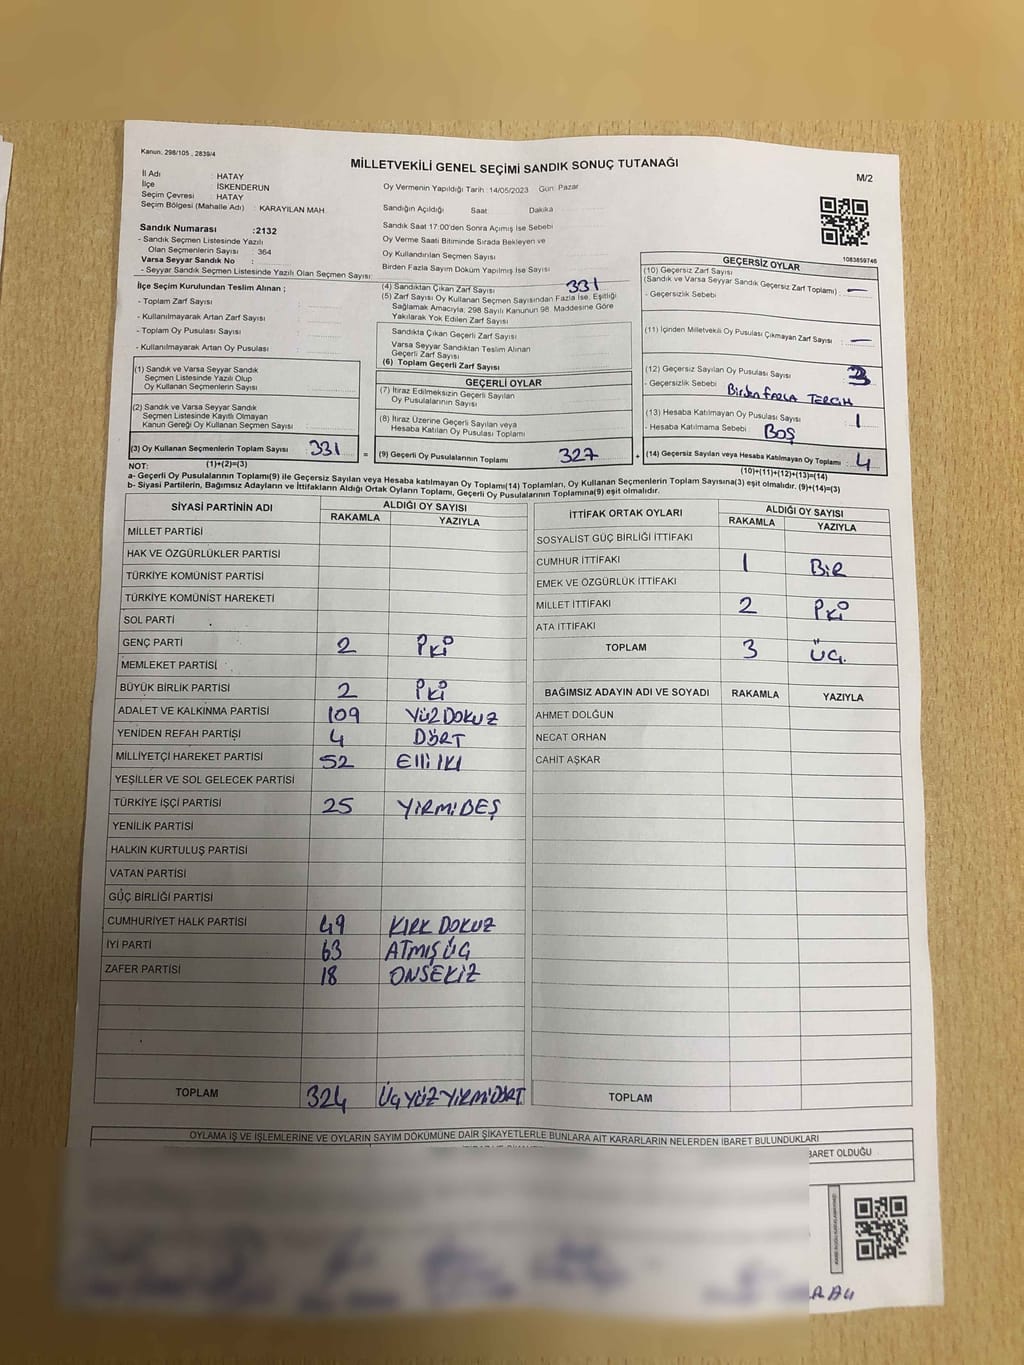 Kanun, 298/105 , 2839/4
MİLLETVEKİLİ GENEL SEÇİMİ SANDIK SONUÇ TUTANAĞI
M/2
İl Adı : HATAY
İlçe İSKENDERUN
Seçim Çevresi : HATAY
Seçim Bölgesi (Mahalle Adı) : KARAYILAN MAH.
Sandık Numarası :2132
- Sandık Seçmen Listesinde Yazılı
Olan Seçmenlerin Sayısı : 364
Varsa Seyyar Sandık No :
- Seyyar Sandık Seçmen Listesinde Yazılı Olan Seçmen Sayısı:
Oy Vermenin Yapıldığı Tarih :14/05/2023 Gün: Pazar
Sandığın Açıldığı Saat Dakika
Sandık Saat 17:00'den Sonra Açımış İse Sebebi
Oy Verme Saati Bitiminde Sırada Bekleyen ve
Oy Kullandırılan Seçmen Sayısı
Birden Fazla Sayım Döküm Yapılmış İse Sayısı
1083859746
İlçe Seçim Kurulundan Teslim Alınan ;
- Toplam Zarf Sayısı :
- Kullanılmayarak Artan Zarf Sayısı :
- Toplam Oy Pusulası Sayısı :
- Kullanılmayarak Artan Oy Pusulası :
(4) Sandıktan Çıkan Zarf Sayısı 331
(5) Zarf Sayısı Oy Kullanan Seçmen Sayısından Fazla İse, Eşitliği
Sağlamak Amacıyla; 298 Sayılı Kanunun 98. Maddesine Göre
Yakılarak Yok Edilen Zarf Sayısı
Sandıkta Çıkan Geçerli Zarf Sayısı
Varsa Seyyar Sandıktan Teslim Alınan
Geçerli Zarf Sayısı
(6) Toplam Geçerli Zarf Sayısı
GEÇERSİZ OYLAR
(10) Geçersiz Zarf Sayısı
(Sandık ve Varsa Seyyar Sandık Geçersiz Zarf Toplamı) : —
- Geçersizlik Sebebi :
(11) İçinden Milletvekili Oy Pusulası Çıkmayan Zarf Sayısı : —
(12) Geçersiz Sayılan Oy Pusulası Sayısı 3
- Geçersizlik Sebebi : Birden FAZLA TERCİH
(13) Hesaba Katılmayan Oy Pusulası Sayısı : 1
- Hesaba Katılmama Sebebi : BOŞ
(14) Geçersiz Sayılan veya Hesaba Katılmayan Oy Toplamı : 4
(10)+(11)+(12)+(13)=(14)
(1) Sandık ve Varsa Seyyar Sandık
Seçmen Listesinde Yazılı Olup
Oy Kullanan Seçmenlerin Sayısı :
(2) Sandık ve Varsa Seyyar Sandık
Seçmen Listesinde Kayıtlı Olmayan
Kanun Gereği Oy Kullanan Seçmen Sayısı :
(3) Oy Kullanan Seçmenlerin Toplam Sayısı : 331
(1)+(2)=(3)
GEÇERLİ OYLAR
(7) İtiraz Edilmeksizin Geçerli Sayılan
Oy Pusulalarının Sayısı
(8) İtiraz Üzerine Geçerli Sayılan veya
Hesaba Katılan Oy Pusulası Toplamı
= (9) Geçerli Oy Pusulalarının Toplamı 327 +
NOT:
a- Geçerli Oy Pusulalarının Toplamı(9) ile Geçersiz Sayılan veya Hesaba Katılmayan Oy Toplamı(14) Toplamları, Oy Kullanan Seçmenlerin Toplam Sayısına(3) eşit olmalıdır. (9)+(14)=(3)
b- Siyasi Partilerin, Bağımsız Adayların ve İttifakların Aldığı Ortak Oyların Toplamı, Geçerli Oy Pusulalarının Toplamına(9) eşit olmalıdır.
SİYASİ PARTİNİN ADI ALDIĞI OY SAYISI
RAKAMLA YAZIYLA
MİLLET PARTİSİ
HAK VE ÖZGÜRLÜKLER PARTİSİ
TÜRKİYE KOMÜNİST PARTİSİ
TÜRKİYE KOMÜNİST HAREKETİ
SOL PARTİ
GENÇ PARTİ 2 İKİ
MEMLEKET PARTİSİ
BÜYÜK BİRLİK PARTİSİ 2 İKİ
ADALET VE KALKINMA PARTİSİ 109 YÜZ DOKUZ
YENİDEN REFAH PARTİSİ 4 DÖRT
MİLLİYETÇİ HAREKET PARTİSİ 52 Elli IKI
YEŞİLLER VE SOL GELECEK PARTİSİ
TÜRKİYE İŞÇİ PARTİSİ 25 YİRMİ BEŞ
YENİLİK PARTİSİ
HALKIN KURTULUŞ PARTİSİ
VATAN PARTİSİ
GÜÇ BİRLİĞİ PARTİSİ
CUMHURİYET HALK PARTİSİ 49 KIRK DOKUZ
İYİ PARTİ 63 ATMIŞ ÜÇ
ZAFER PARTİSİ 18 ONSEKİZ
TOPLAM 324 ÜÇ YÜZ YİRMİ DÖRT
İTTİFAK ORTAK OYLARI ALDIĞI OY SAYISI
RAKAMLA YAZIYLA
SOSYALİST GÜÇ BİRLİĞİ İTTİFAKI
CUMHUR İTTİFAKI 1 BİR
EMEK VE ÖZGÜRLÜK İTTİFAKI
MİLLET İTTİFAKI 2 İKİ
ATA İTTİFAKI
TOPLAM 3 ÜÇ.
BAĞIMSIZ ADAYIN ADI VE SOYADI RAKAMLA YAZIYLA
AHMET DOLĞUN
NECAT ORHAN
CAHİT AŞKAR
TOPLAM
OYLAMA İŞ VE İŞLEMLERİNE VE OYLARIN SAYIM DÖKÜMÜNE DAİR ŞİKAYETLERLE BUNLARA AİT KARARLARIN NELERDEN İBARET BULUNDUKLARI
BARET OLDUĞU